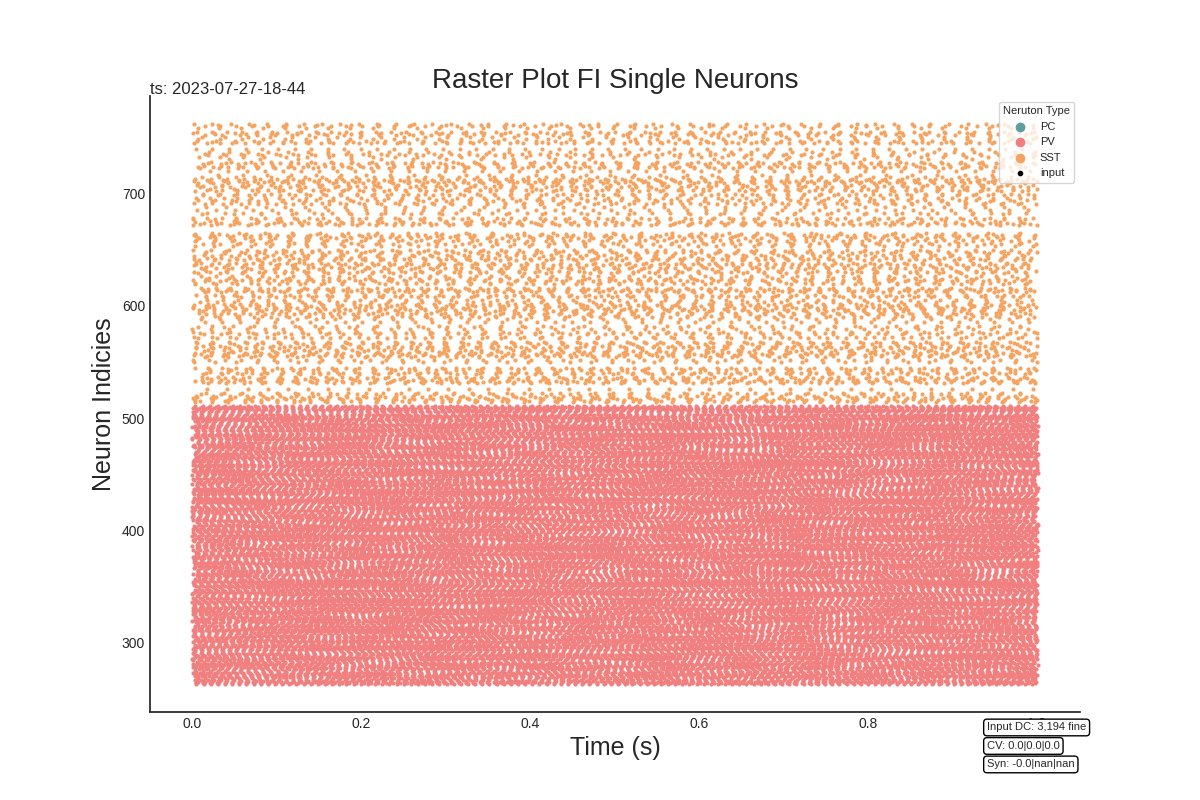 Raster Plot FI Single Neurons
ts: 2023-07-27-18-44
Neruton Type
PC
PV
SST
input
700
600
500
400
300
Neuron Indicies
0.0 0.2 0.4 0.6 0.8
Time (s)
Input DC: 3,194 fine
CV: 0.0|0.0|0.0
Syn: -0.0|nan|nan